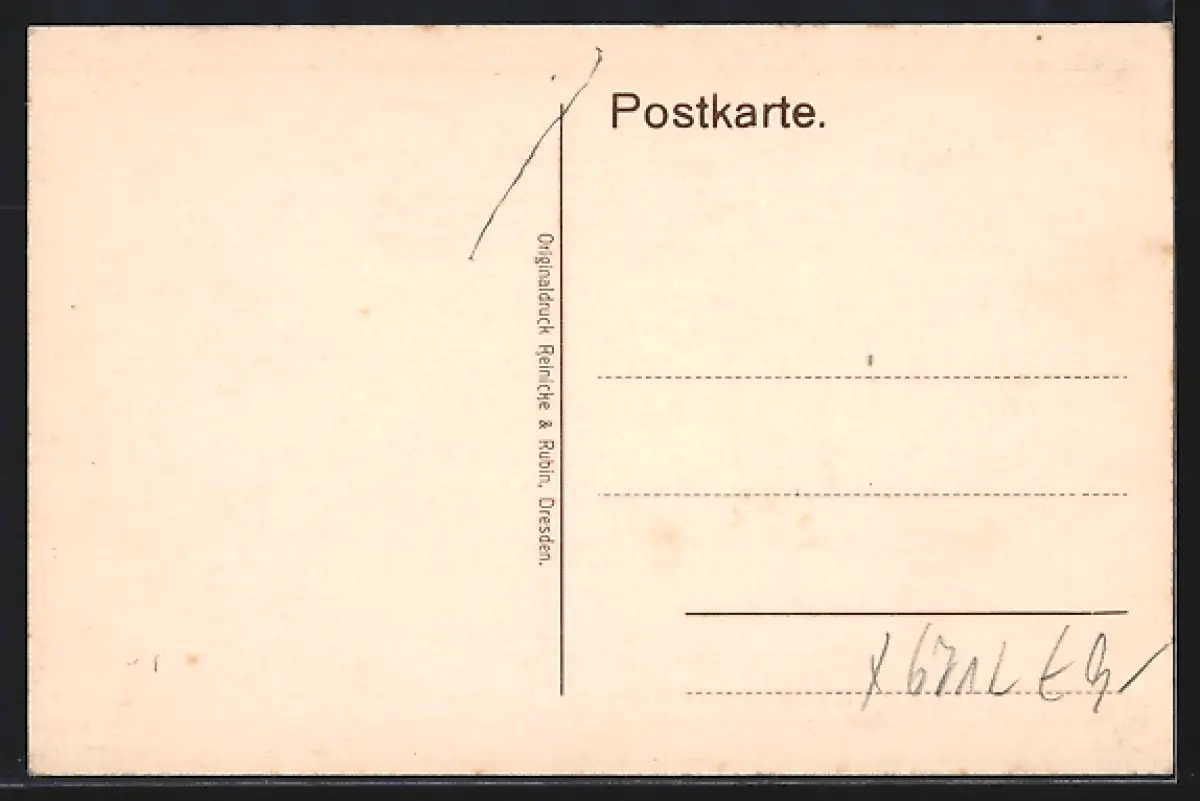 Postkarte.
Originaldruck Reinicke & Rubin, Dresden.